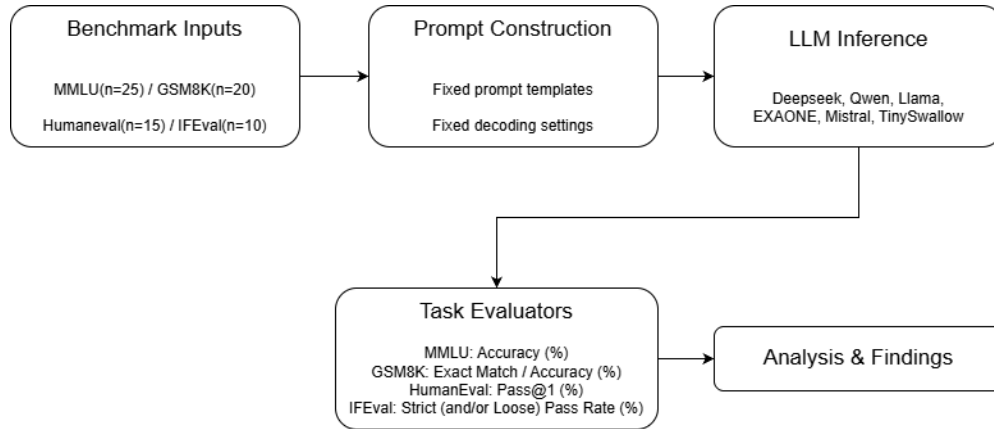 Benchmark Inputs
MMLU(n=25) / GSM8K(n=20)
Humaneval(n=15) / IFEval(n=10)
Prompt Construction
Fixed prompt templates
Fixed decoding settings
LLM Inference
Deepseek, Qwen, Llama,
EXAONE, Mistral, TinySwallow
Task Evaluators
MMLU: Accuracy (%)
GSM8K: Exact Match / Accuracy (%)
HumanEval: Pass@1 (%)
IFEval: Strict (and/or Loose) Pass Rate (%)
Analysis & Findings